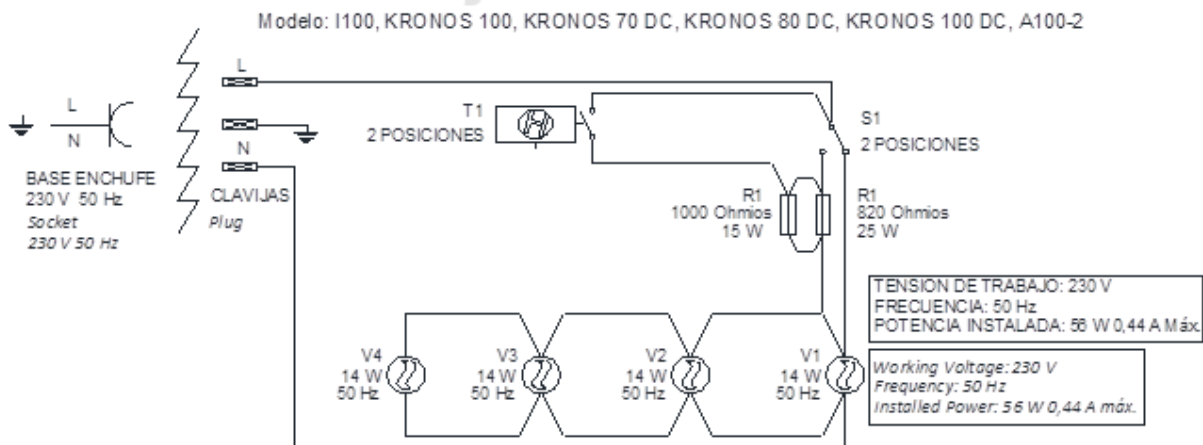 Modelo: I100, KRONOS 100, KRONOS 70 DC, KRONOS 80 DC, KRONOS 100 DC, A100-2
L
L
N
N
BASE ENCHUFE
230 V 50 Hz
Socket
230 V 50 Hz
CLAVIJAS
Plug
T1
2 POSICIONES
S1
2 POSICIONES
R1
1000 Ohmios
15 W
R1
820 Ohmios
25 W
TENSION DE TRABAJO: 230 V
FRECUENCIA: 50 Hz
POTENCIA INSTALADA: 56 W 0,44 A Máx.
V4
14 W
50 Hz
V3
14 W
50 Hz
V2
14 W
50 Hz
V1
14 W
50 Hz
Working Voltage: 230 V
Frequency: 50 Hz
Installed Power: 56 W 0,44 A máx.